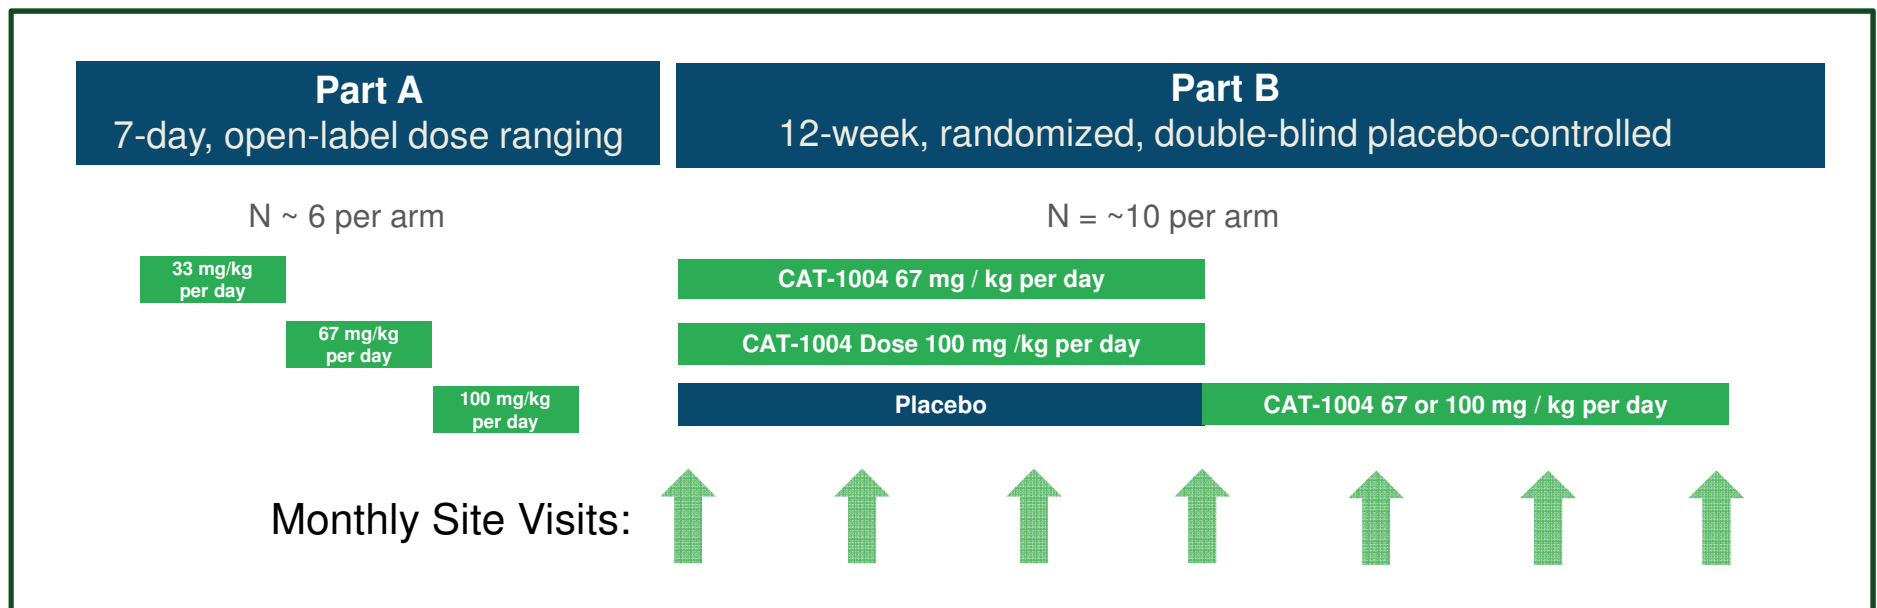 Part A
7-day, open-label dose ranging
Part B
12-week, randomized, double-blind placebo-controlled
N ~ 6 per arm
N = ~10 per arm
33 mg/kg
per day
67 mg/kg
per day
100 mg/kg
per day
CAT-1004 67 mg / kg per day
CAT-1004 Dose 100 mg /kg per day
Placebo
CAT-1004 67 or 100 mg / kg per day
Monthly Site Visits: